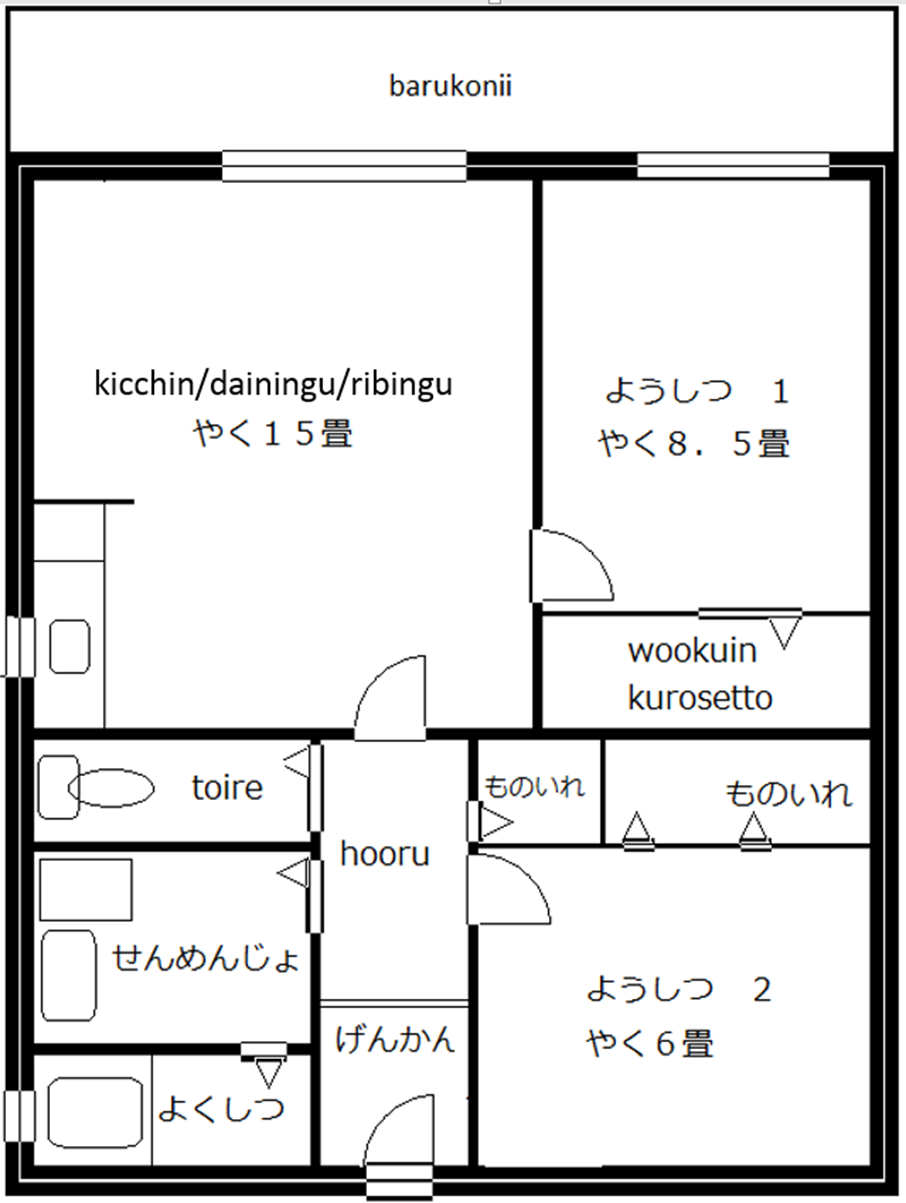 barukonii
kicchin/dainingu/ribingu
やく１５畳
ようしつ　1
やく８．５畳
wookuin
kurosetto
toire
hooru
ものいれ
ものいれ
せんめんじょ
げんかん
ようしつ　2
やく６畳
よくしつ